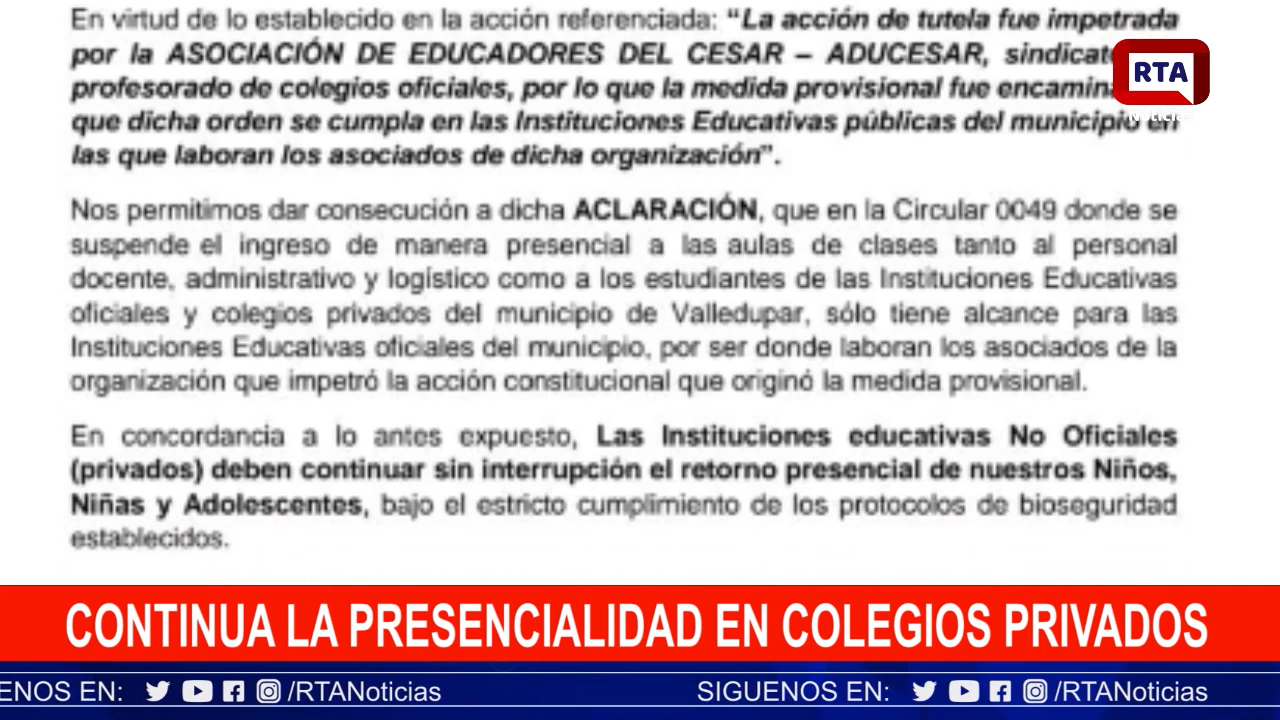 En virtud de lo establecido en la acción referenciada: “La acción de tutela fue impetrada
por la ASOCIACIÓN DE EDUCADORES DEL CESAR – ADUCESAR, sindicat
profesorado de colegios oficiales, por lo que la medida provisional fue encamin
que dicha orden se cumpla en las Instituciones Educativas públicas del municipio en
las que laboran los asociados de dicha organización”.
RTA
Noticias
Nos permitimos dar consecución a dicha ACLARACIÓN, que en la Circular 0049 donde se
suspende el ingreso de manera presencial a las aulas de clases tanto al personal
docente, administrativo y logístico como a los estudiantes de las Instituciones Educativas
oficiales y colegios privados del municipio de Valledupar, sólo tiene alcance para las
Instituciones Educativas oficiales del municipio, por ser donde laboran los asociados de la
organización que impetró la acción constitucional que originó la medida provisional.
En concordancia a lo antes expuesto, Las Instituciones educativas No Oficiales
(privados) deben continuar sin interrupción el retorno presencial de nuestros Niños,
Niñas y Adolescentes, bajo el estricto cumplimiento de los protocolos de bioseguridad
establecidos.
CONTINUA LA PRESENCIALIDAD EN COLEGIOS PRIVADOS
ENOS EN: /RTANoticias SIGUENOS EN: /RTANoticias